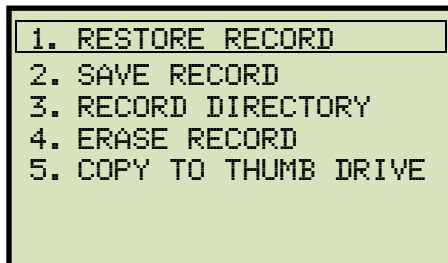 1. RESTORE RECORD
2. SAVE RECORD
3. RECORD DIRECTORY
4. ERASE RECORD
5. COPY TO THUMB DRIVE